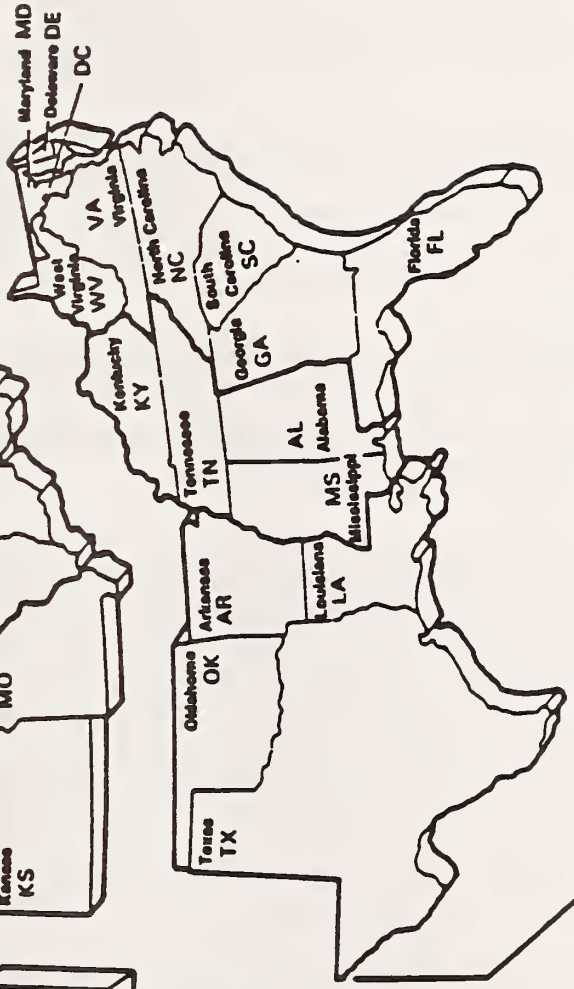 Maryland MD
Delaware DE
DC
West
Virginia
WV
VA
Virginia
Kentucky
KY
North Carolina
NC
Tennessee
TN
South
Carolina
SC
Georgia
GA
AL
Alabama
MS
Mississippi
Florida
FL
Arkansas
AR
Louisiana
LA
Oklahoma
OK
Texas
TX
MO
Kansas
KS